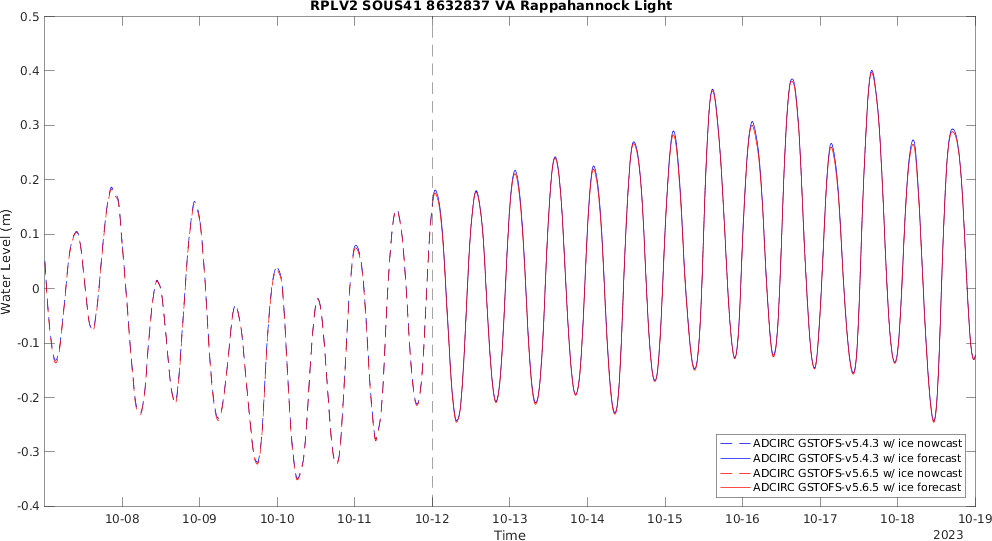 RPLV2 SOUS41 8632837 VA Rappahannock Light
0.5
0.4
0.3
0.2
0.1
0
-0.1
-0.2
-0.3
-0.4
Water Level (m)
ADCIRC GSTOFS-v5.4.3 w/ ice nowcast
ADCIRC GSTOFS-v5.4.3 w/ ice forecast
ADCIRC GSTOFS-v5.6.5 w/ ice nowcast
ADCIRC GSTOFS-v5.6.5 w/ ice forecast
10-08 10-09 10-10 10-11 10-12 10-13 10-14 10-15 10-16 10-17 10-18 10-19
Time
2023